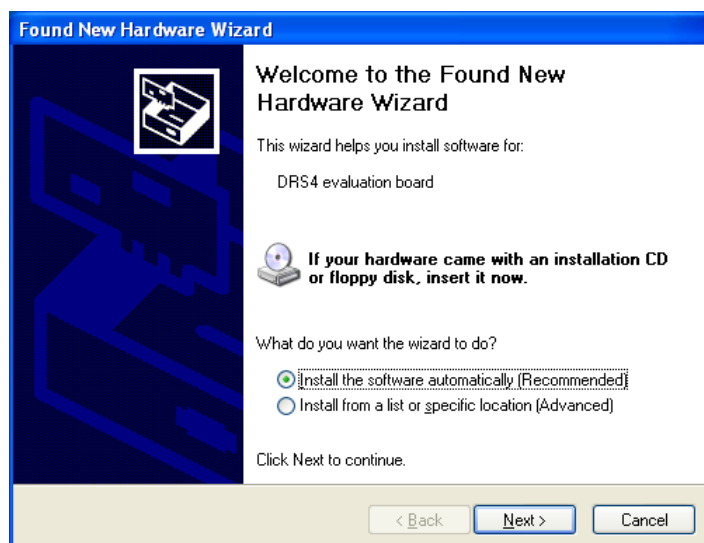 Found New Hardware Wizard
Welcome to the Found New
Hardware Wizard
This wizard helps you install software for:
DRS4 evaluation board
If your hardware came with an installation CD
or floppy disk, insert it now.
What do you want the wizard to do?
Install the software automatically (Recommended)
Install from a list or specific location (Advanced)
Click Next to continue.
< Back Next > Cancel